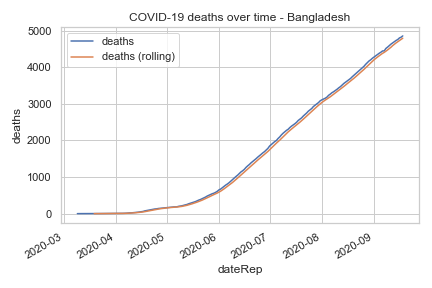 COVID-19 deaths over time - Bangladesh
deaths
deaths (rolling)
5000
4000
3000
2000
1000
0
deaths
2020-03
2020-04
2020-05
2020-06
2020-07
2020-08
2020-09
dateRep